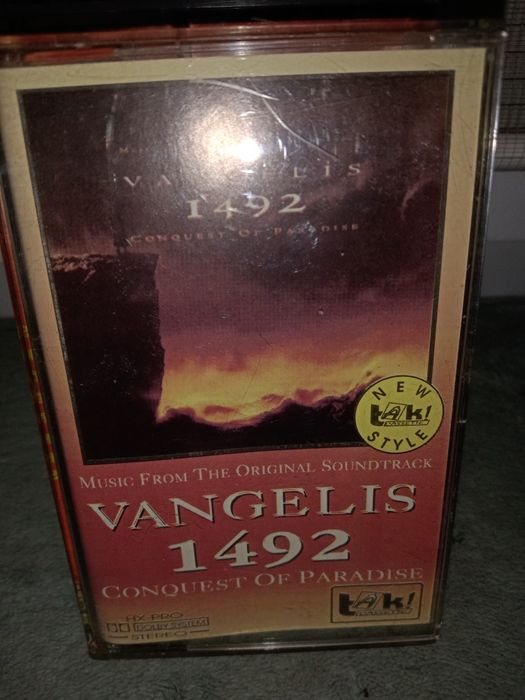 VANGELIS
1492
CONQUEST OF PARADISE
NEW
tAk!
CASSETTE
STYLE
MUSIC FROM THE ORIGINAL SOUNDTRACK
VANGELIS
1492
CONQUEST OF PARADISE
HX-PRO
DOLBY SYSTEM
STEREO
tAk!